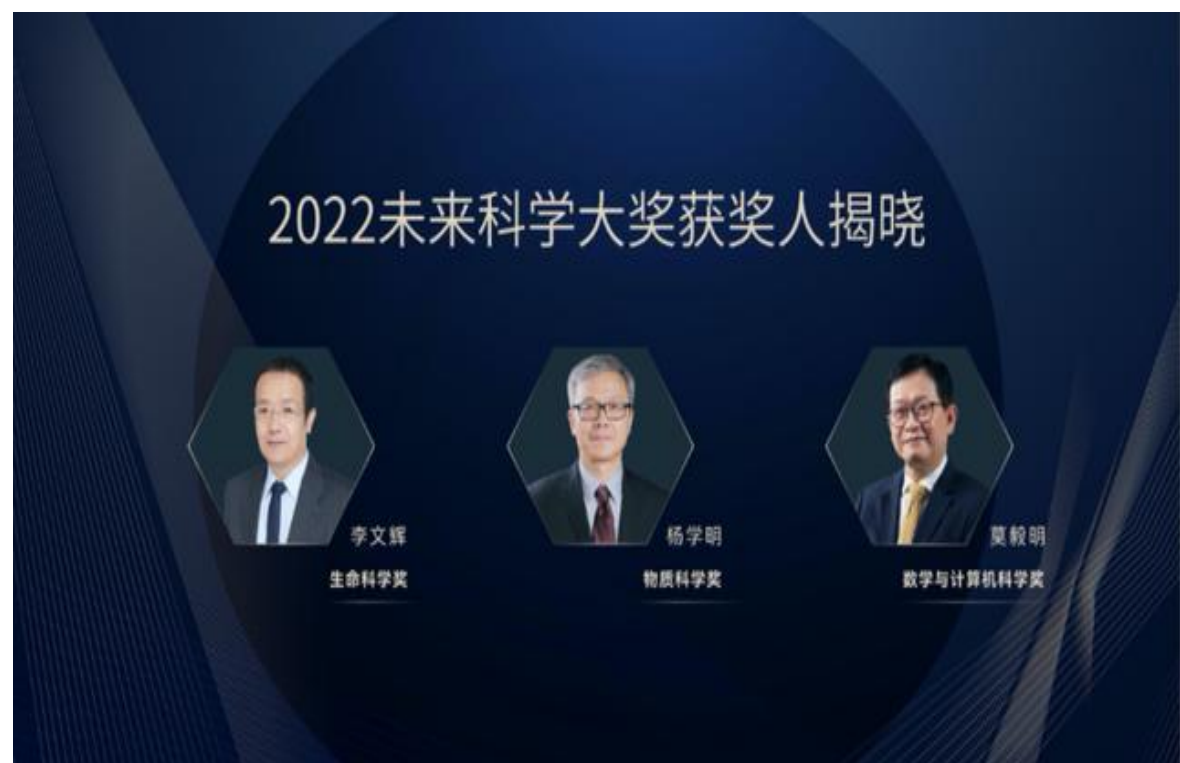 2022未来科学大奖获奖人揭晓
李文辉
生命科学奖
杨学明
物质科学奖
莫毅明
数学与计算机科学奖